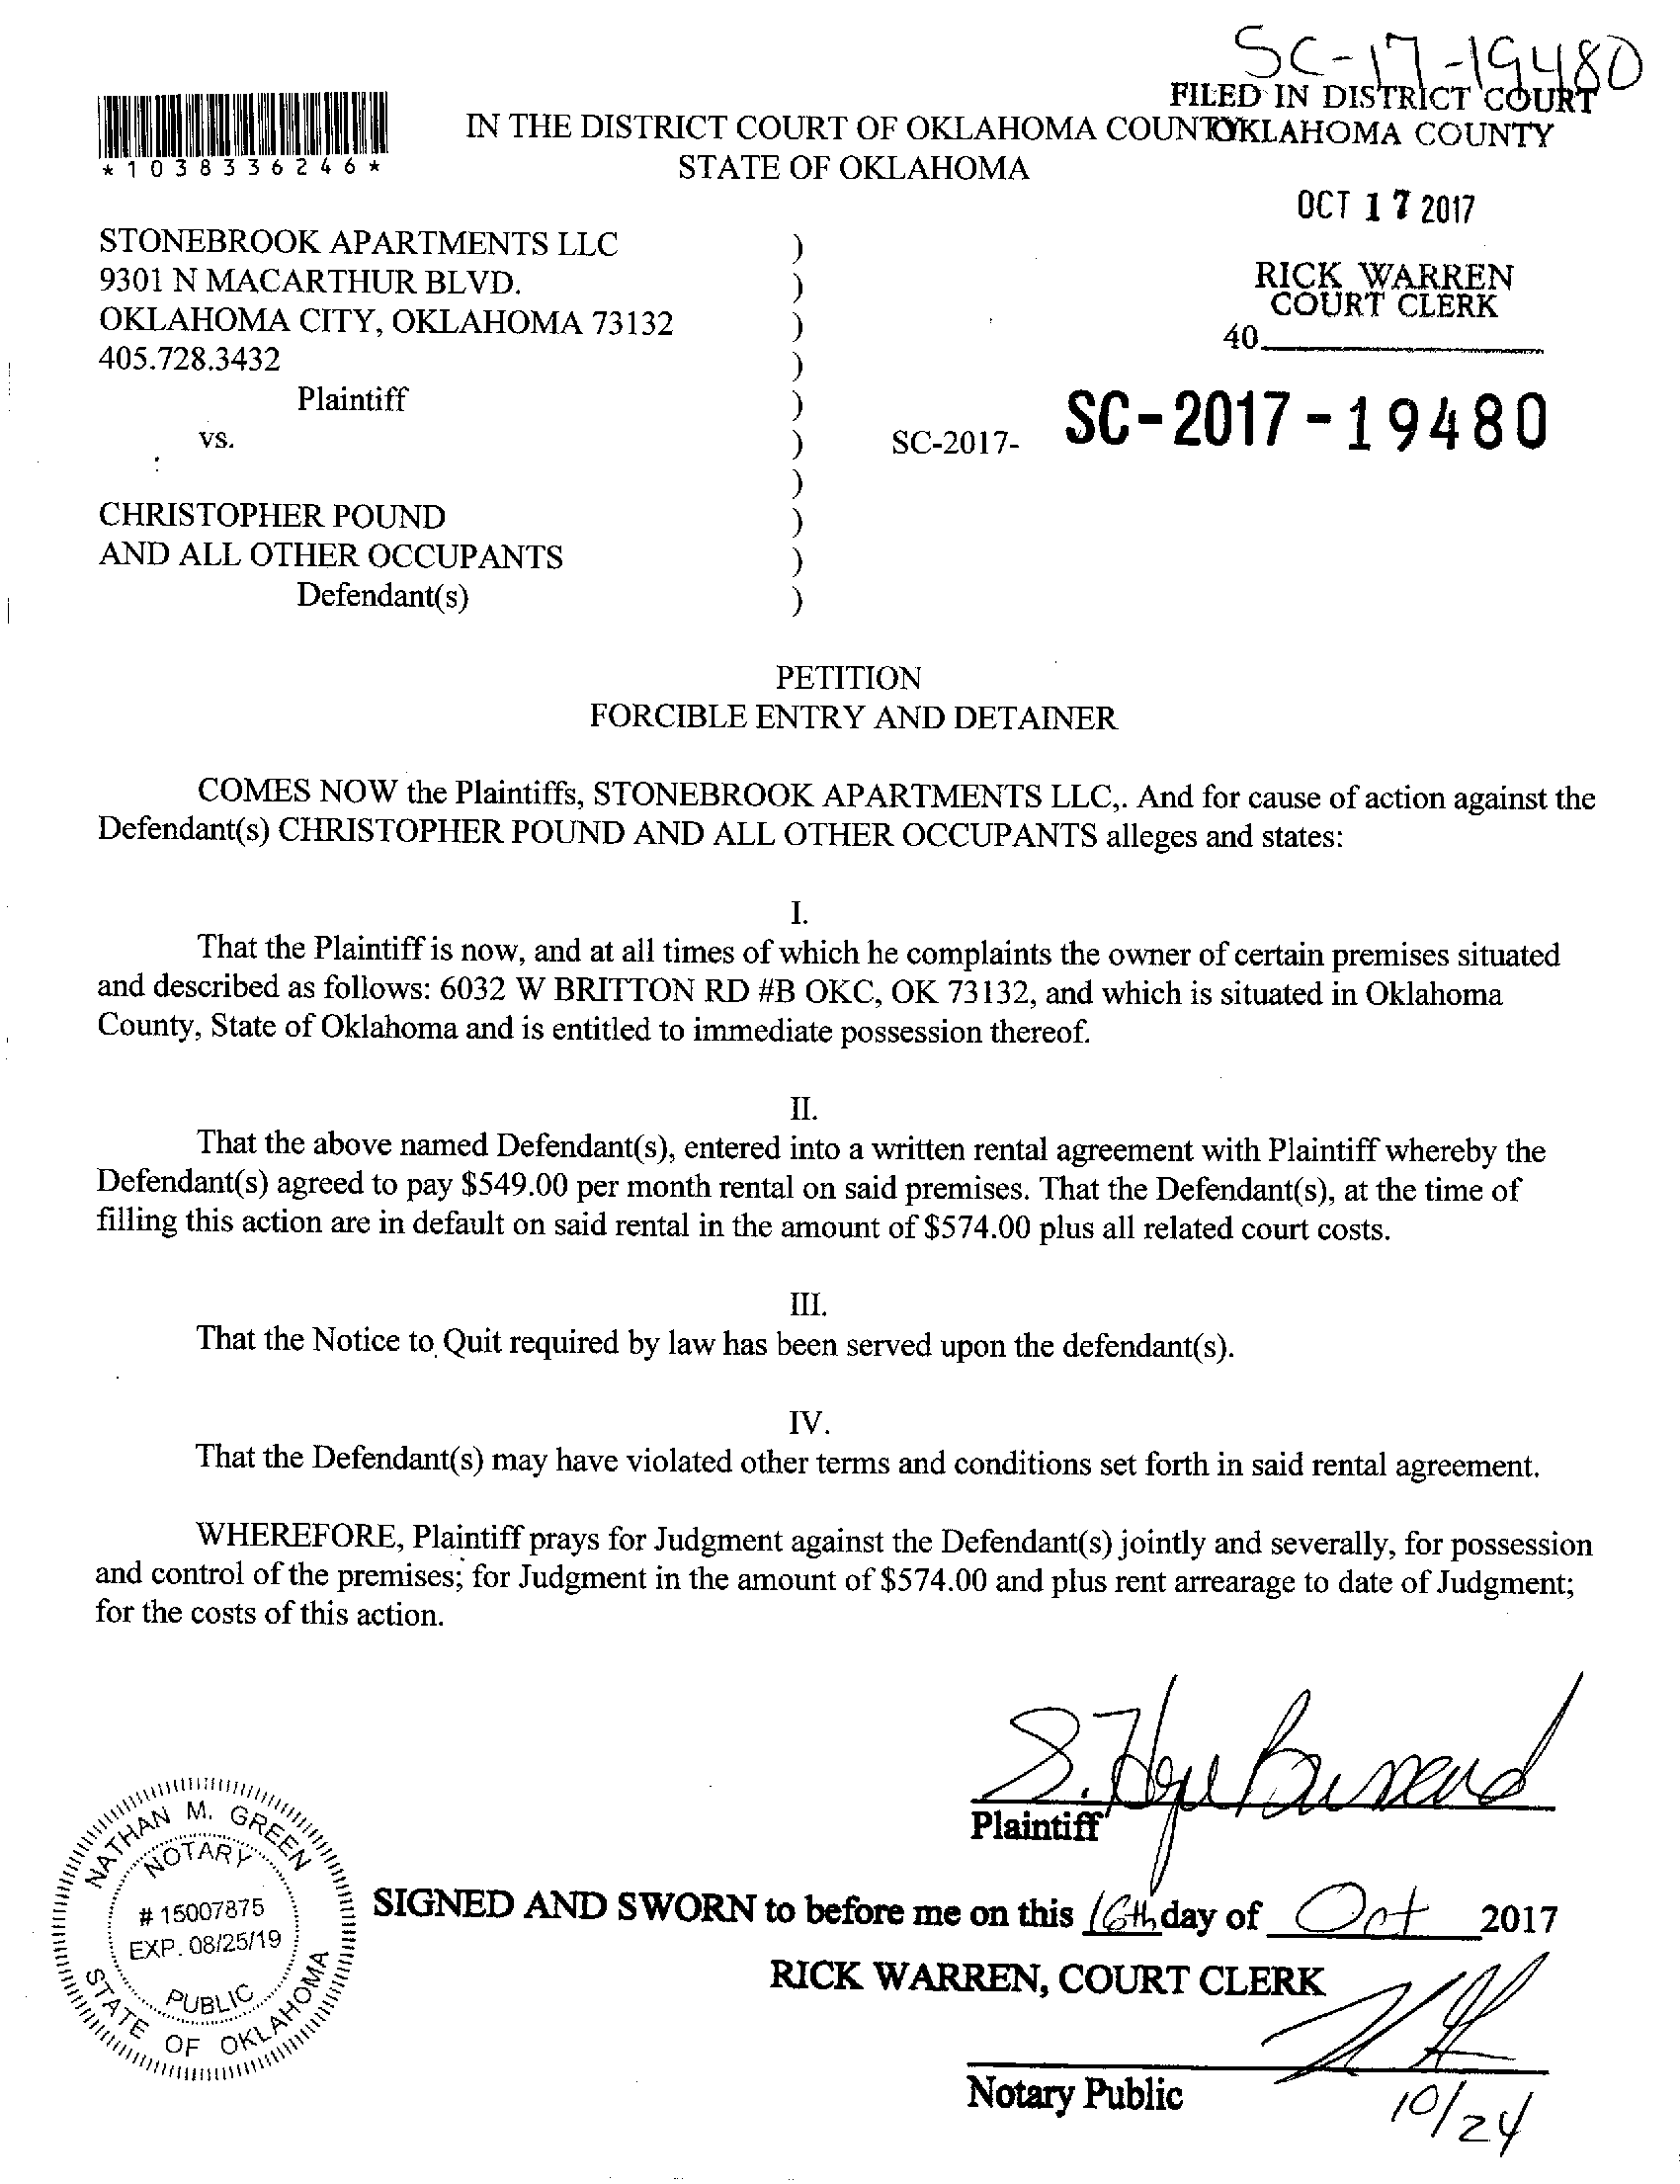 SC-17-19480
FILED IN DISTRICT COURT
IN THE DISTRICT COURT OF OKLAHOMA COUNTY OKLAHOMA COUNTY
*1038336246*
STATE OF OKLAHOMA
OCT 17 2017
STONEBROOK APARTMENTS LLC )
9301 N MACARTHUR BLVD. )
RICK WARREN
COURT CLERK
OKLAHOMA CITY, OKLAHOMA 73132 )
40
405.728.3432 )
Plaintiff )
vs. ) SC-2017- SC-2017-19480
)
CHRISTOPHER POUND )
AND ALL OTHER OCCUPANTS )
Defendant(s) )
PETITION
FORCIBLE ENTRY AND DETAINER
COMES NOW the Plaintiffs, STONEBROOK APARTMENTS LLC,. And for cause of action against the
Defendant(s) CHRISTOPHER POUND AND ALL OTHER OCCUPANTS alleges and states:
I.
That the Plaintiff is now, and at all times of which he complaints the owner of certain premises situated
and described as follows: 6032 W BRITTON RD #B OKC, OK 73132, and which is situated in Oklahoma
County, State of Oklahoma and is entitled to immediate possession thereof.
II.
That the above named Defendant(s), entered into a written rental agreement with Plaintiff whereby the
Defendant(s) agreed to pay $549.00 per month rental on said premises. That the Defendant(s), at the time of
filling this action are in default on said rental in the amount of $574.00 plus all related court costs.
III.
That the Notice to Quit required by law has been served upon the defendant(s).
IV.
That the Defendant(s) may have violated other terms and conditions set forth in said rental agreement.
WHEREFORE, Plaintiff prays for Judgment against the Defendant(s) jointly and severally, for possession
and control of the premises; for Judgment in the amount of $574.00 and plus rent arrearage to date of Judgment;
for the costs of this action.
Plaintiff
NATHAN M. GREEN
NOTARY
# 15007875
EXP. 08/25/19
PUBLIC
STATE OF OKLAHOMA
SIGNED AND SWORN to before me on this 16th day of Oct 2017
RICK WARREN, COURT CLERK
Notary Public
10/24